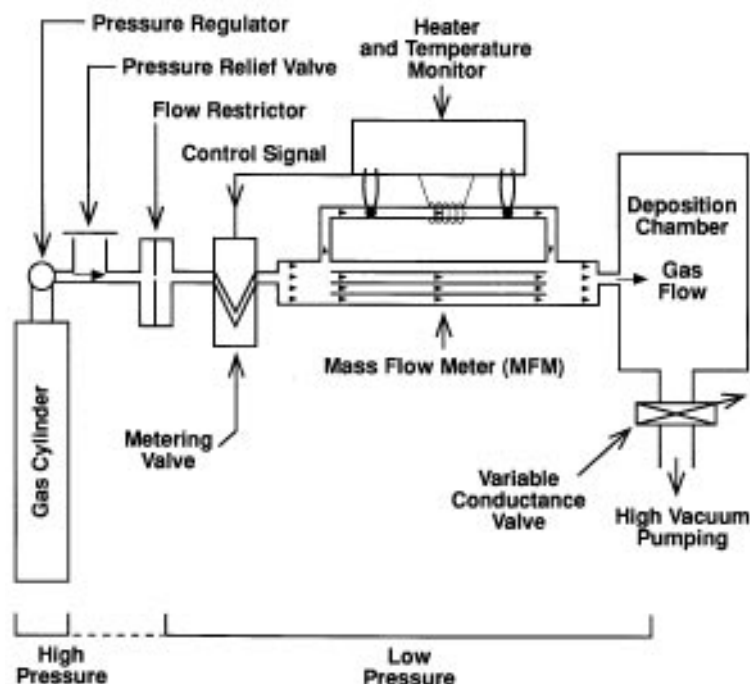 Pressure Regulator
Pressure Relief Valve
Flow Restrictor
Control Signal
Heater
and Temperature
Monitor
Deposition
Chamber
Gas
Flow
Mass Flow Meter (MFM)
Metering
Valve
Gas Cylinder
Variable
Conductance
Valve
High Vacuum
Pumping
High
Pressure
Low
Pressure